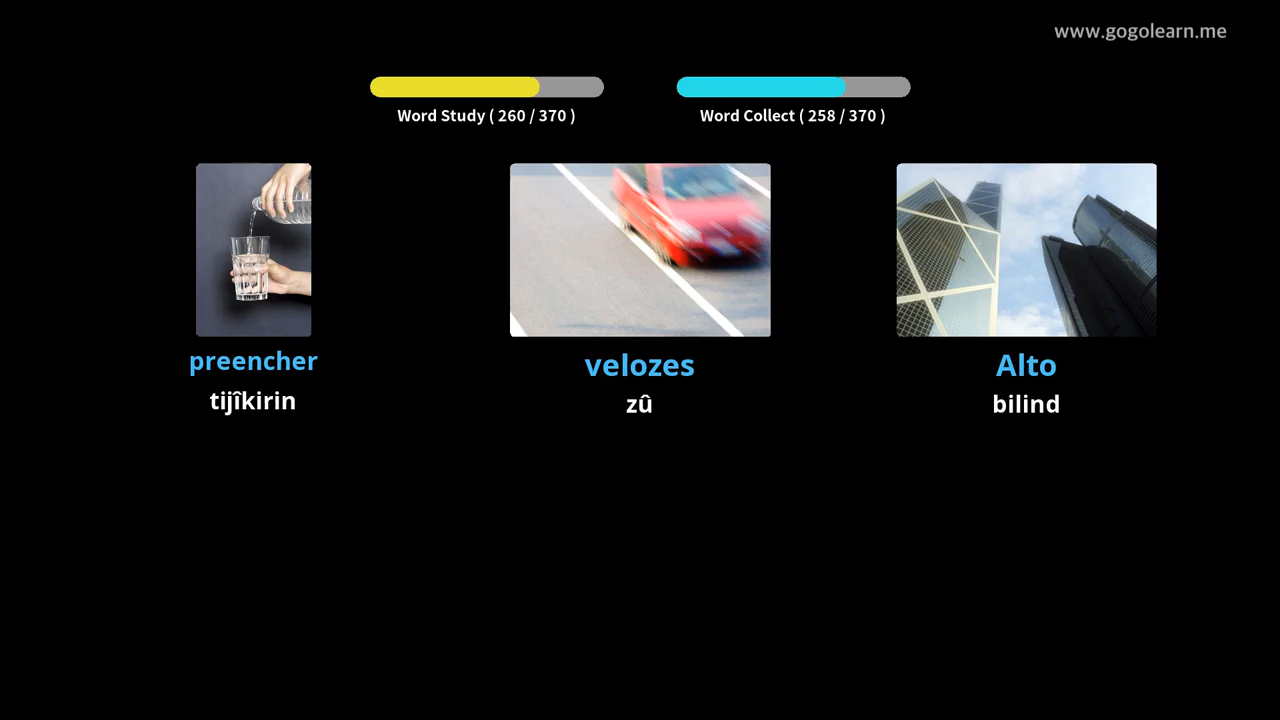 www.gogolearn.me
Word Study ( 260 / 370 )
Word Collect ( 258 / 370 )
preencher
tijîkirin
velozes
zû
Alto
bilind